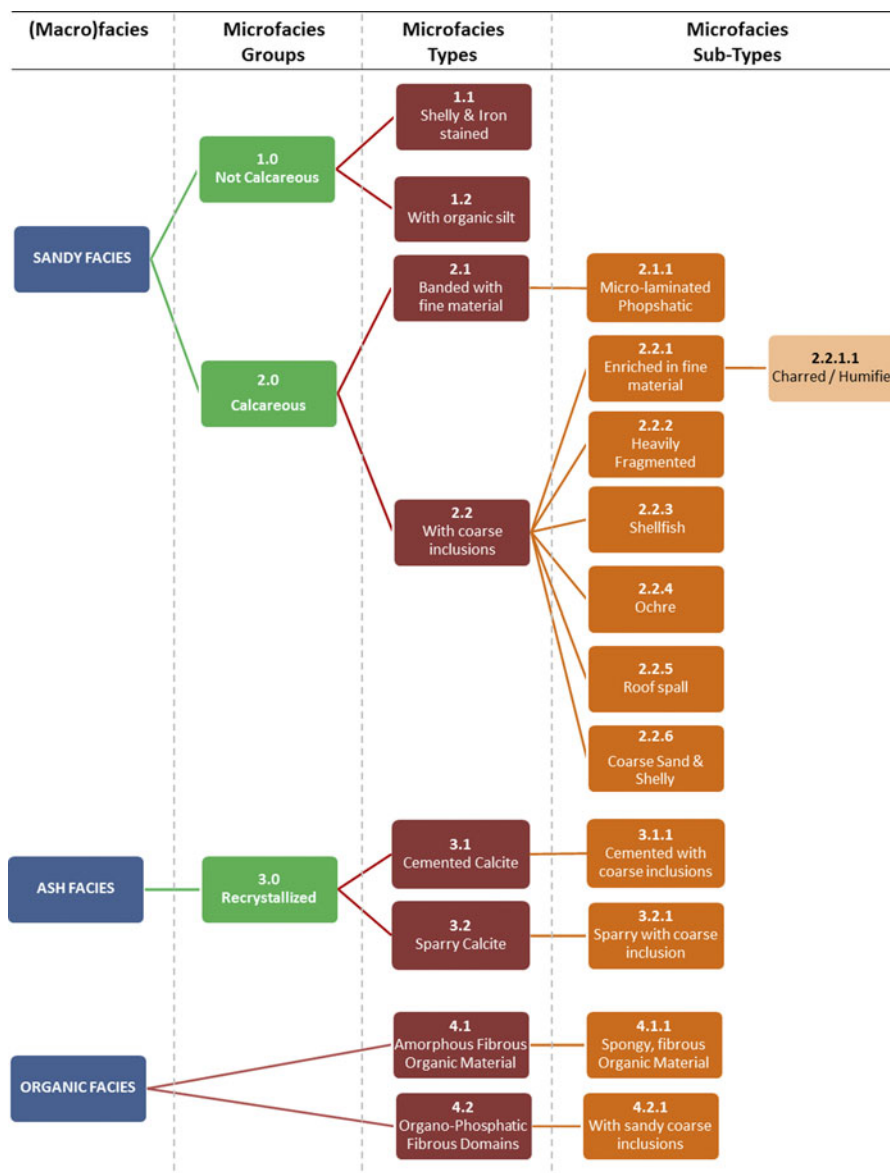 (Macro)facies
Microfacies
Groups
Microfacies
Types
Microfacies
Sub-Types
SANDY FACIES
1.0
Not Calcareous
1.1
Shelly & Iron
stained
1.2
With organic silt
2.0
Calcareous
2.1
Banded with
fine material
2.1.1
Micro-laminated
Phopshatic
2.2
With coarse
inclusions
2.2.1
Enriched in fine
material
2.2.1.1
Charred / Humifie
2.2.2
Heavily
Fragmented
2.2.3
Shellfish
2.2.4
Ochre
2.2.5
Roof spall
2.2.6
Coarse Sand &
Shelly
ASH FACIES
3.0
Recrystallized
3.1
Cemented Calcite
3.1.1
Cemented with
coarse inclusions
3.2
Sparry Calcite
3.2.1
Sparry with coarse
inclusion
ORGANIC FACIES
4.1
Amorphous Fibrous
Organic Material
4.1.1
Spongy, fibrous
Organic Material
4.2
Organo-Phosphatic
Fibrous Domains
4.2.1
With sandy coarse
inclusions